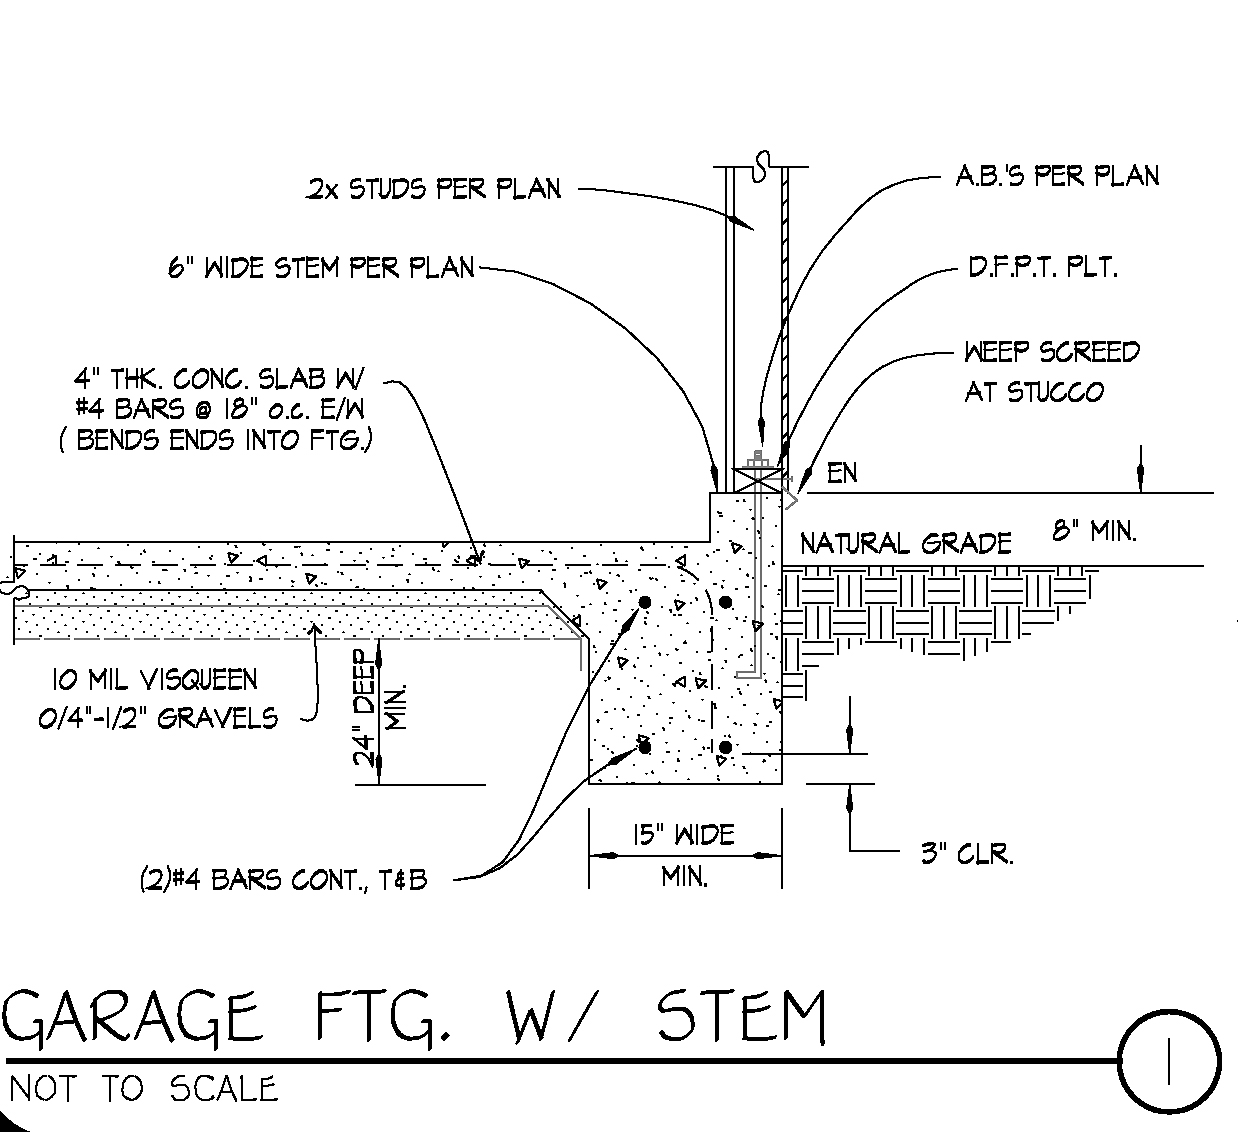 2x STUDS PER PLAN
A.B.'S PER PLAN
6" WIDE STEM PER PLAN
D.F.P.T. PLT.
WEEP SCREED
AT STUCCO
4" THK. CONC. SLAB W/
#4 BARS @ 18" o.c. E/W
( BENDS ENDS INTO FTG.)
EN
8" MIN.
NATURAL GRADE
10 MIL VISQUEEN
0/4"-1/2" GRAVELS
24" DEEP
MIN.
15" WIDE
MIN.
3" CLR.
(2)#4 BARS CONT., T&B
GARAGE FTG. W/ STEM
1
NOT TO SCALE